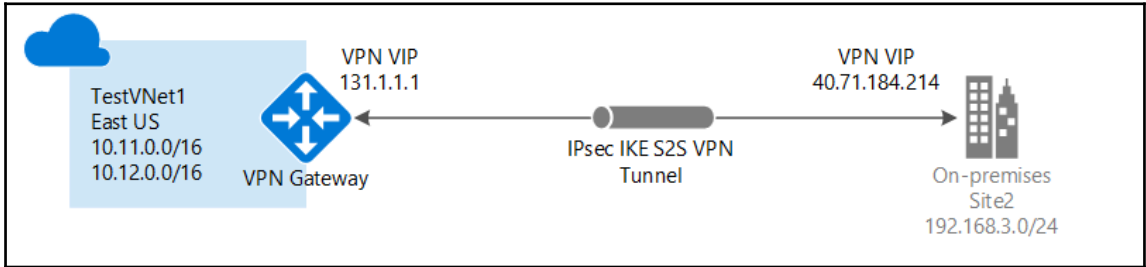 TestVNet1
East US
10.11.0.0/16
10.12.0.0/16
VPN VIP
131.1.1.1
VPN Gateway
IPsec IKE S2S VPN
Tunnel
VPN VIP
40.71.184.214
On-premises
Site2
192.168.3.0/24